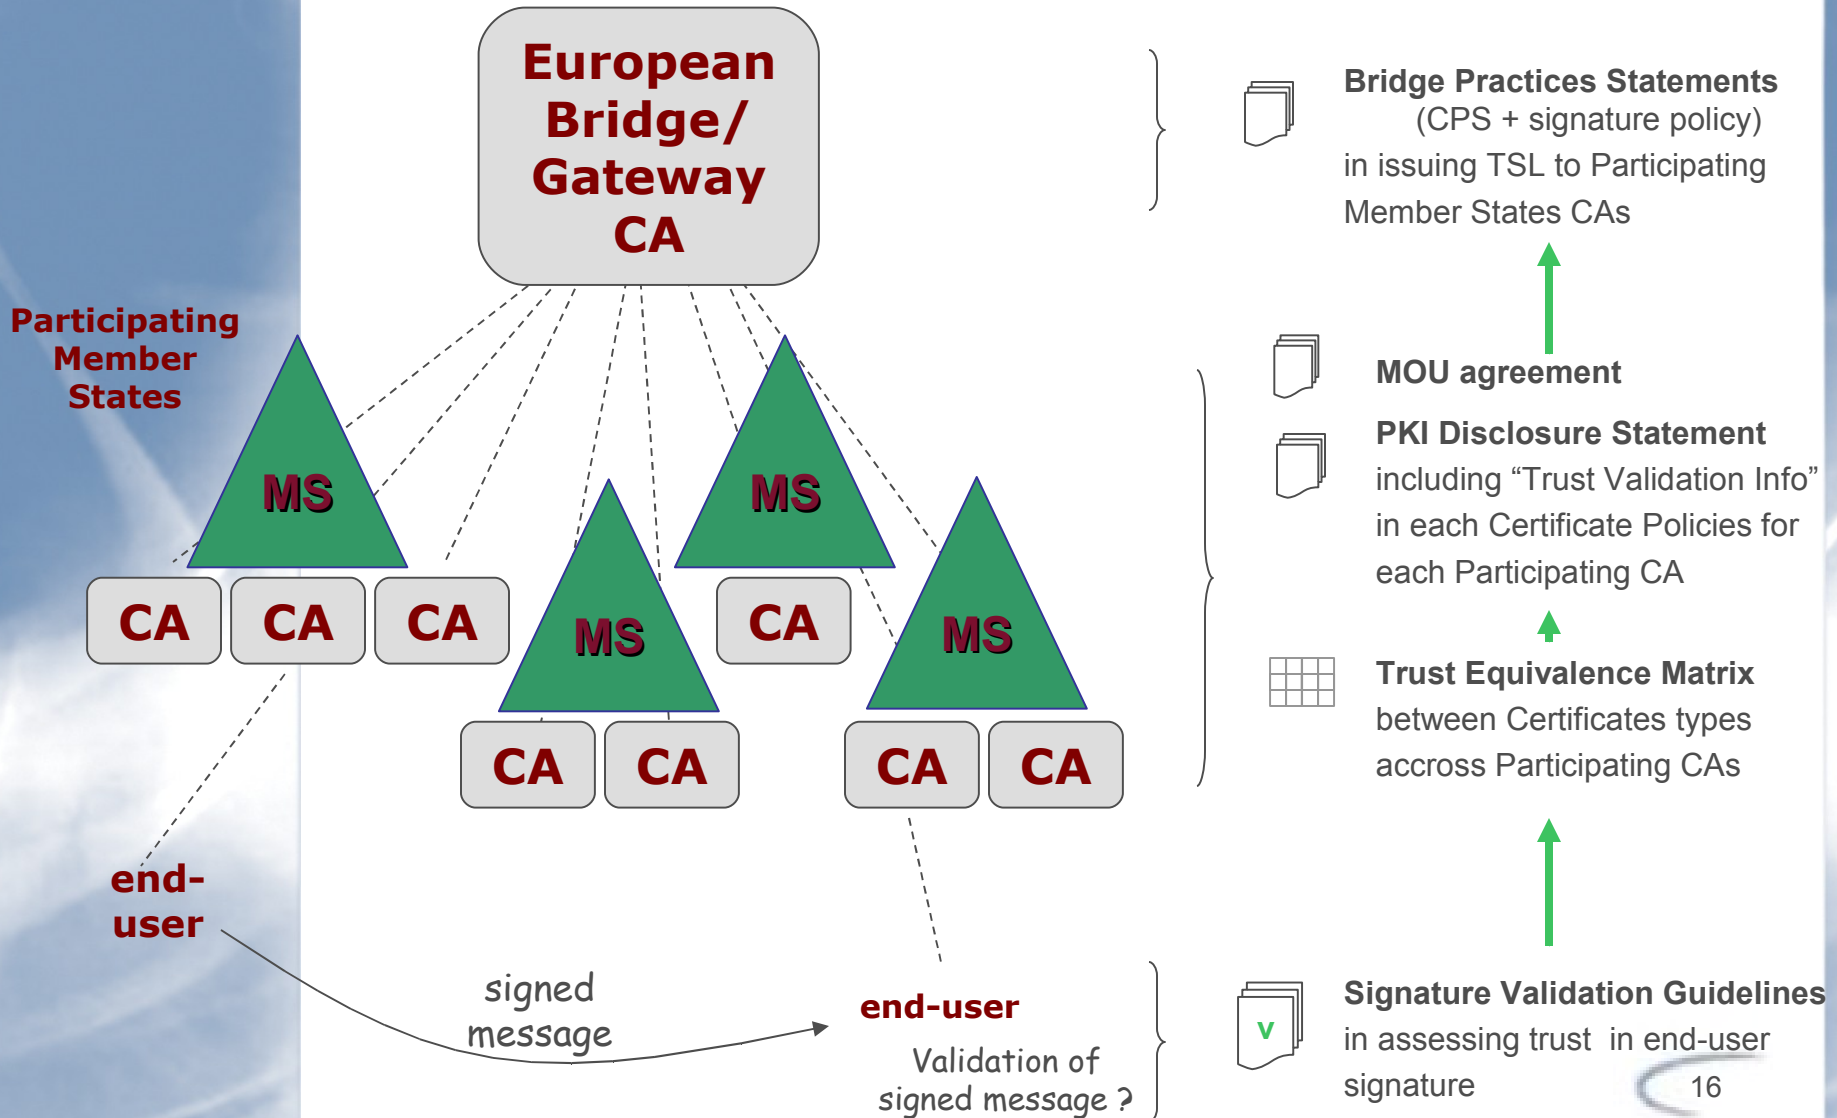 European
Bridge/
Gateway
CA
Participating
Member
States
MS
MS
MS
MS
CA
CA
CA
CA
CA
CA
CA
CA
end-
user
signed
message
end-user
Validation of
signed message ?
Bridge Practices Statements
(CPS + signature policy)
in issuing TSL to Participating
Member States CAs
MOU agreement
PKI Disclosure Statement
including “Trust Validation Info”
in each Certificate Policies for
each Participating CA
Trust Equivalence Matrix
between Certificates types
accross Participating CAs
v
Signature Validation Guidelines
in assessing trust in end-user
signature
16